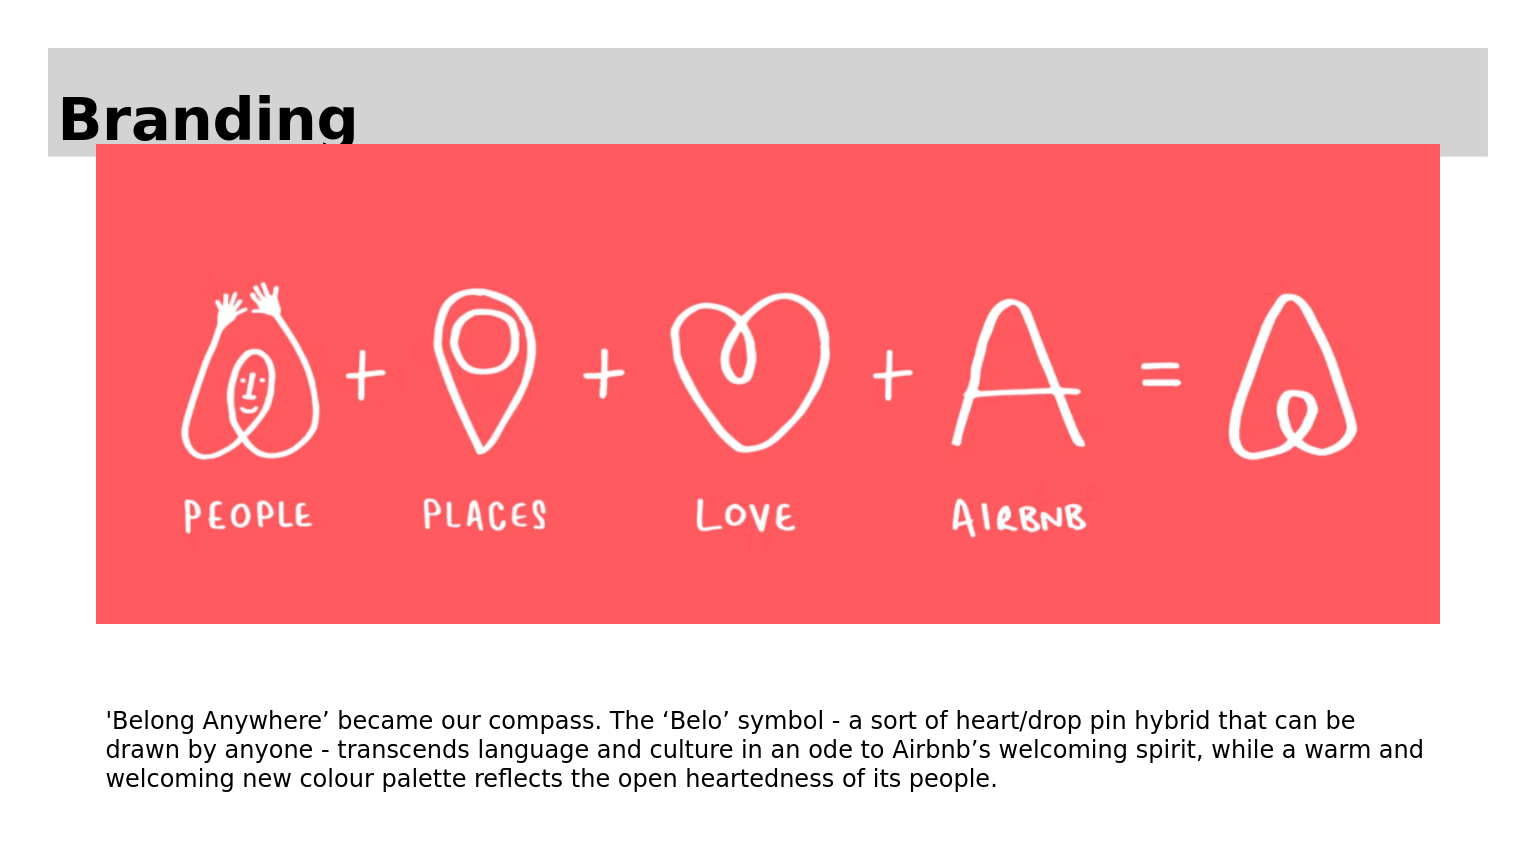 Branding
PEOPLE + PLACES + LOVE + AIRBNB =
'Belong Anywhere’ became our compass. The ‘Belo’ symbol - a sort of heart/drop pin hybrid that can be
drawn by anyone - transcends language and culture in an ode to Airbnb’s welcoming spirit, while a warm and
welcoming new colour palette reflects the open heartedness of its people.